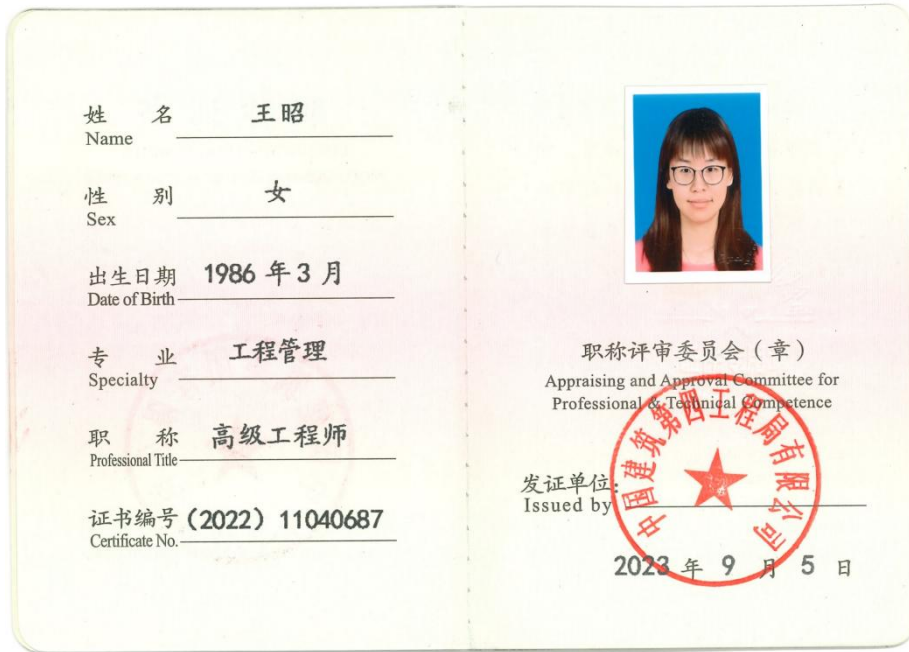 姓 名 王昭
Name
性 别 女
Sex
出生日期 1986 年 3 月
Date of Birth
专 业 工程管理
Specialty
职 称 高级工程师
Professional Title
证书编号 (2022) 11040687
Certificate No.
职称评审委员会（章）
Appraising and Approval Committee for
Professional & Technical Competence
中国建筑第四工程局有限公司
发证单位:
Issued by
2023 年 9 月 5 日